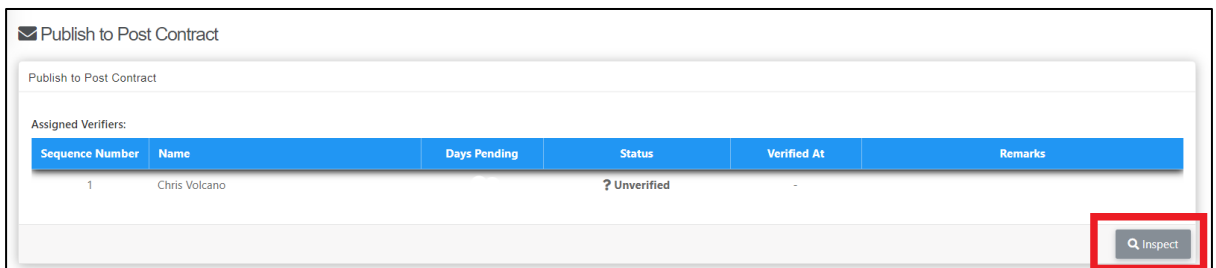 Publish to Post Contract
Publish to Post Contract
Assigned Verifiers:
Sequence Number Name Days Pending Status Verified At Remarks
1 Chris Volcano ? Unverified -
Inspect